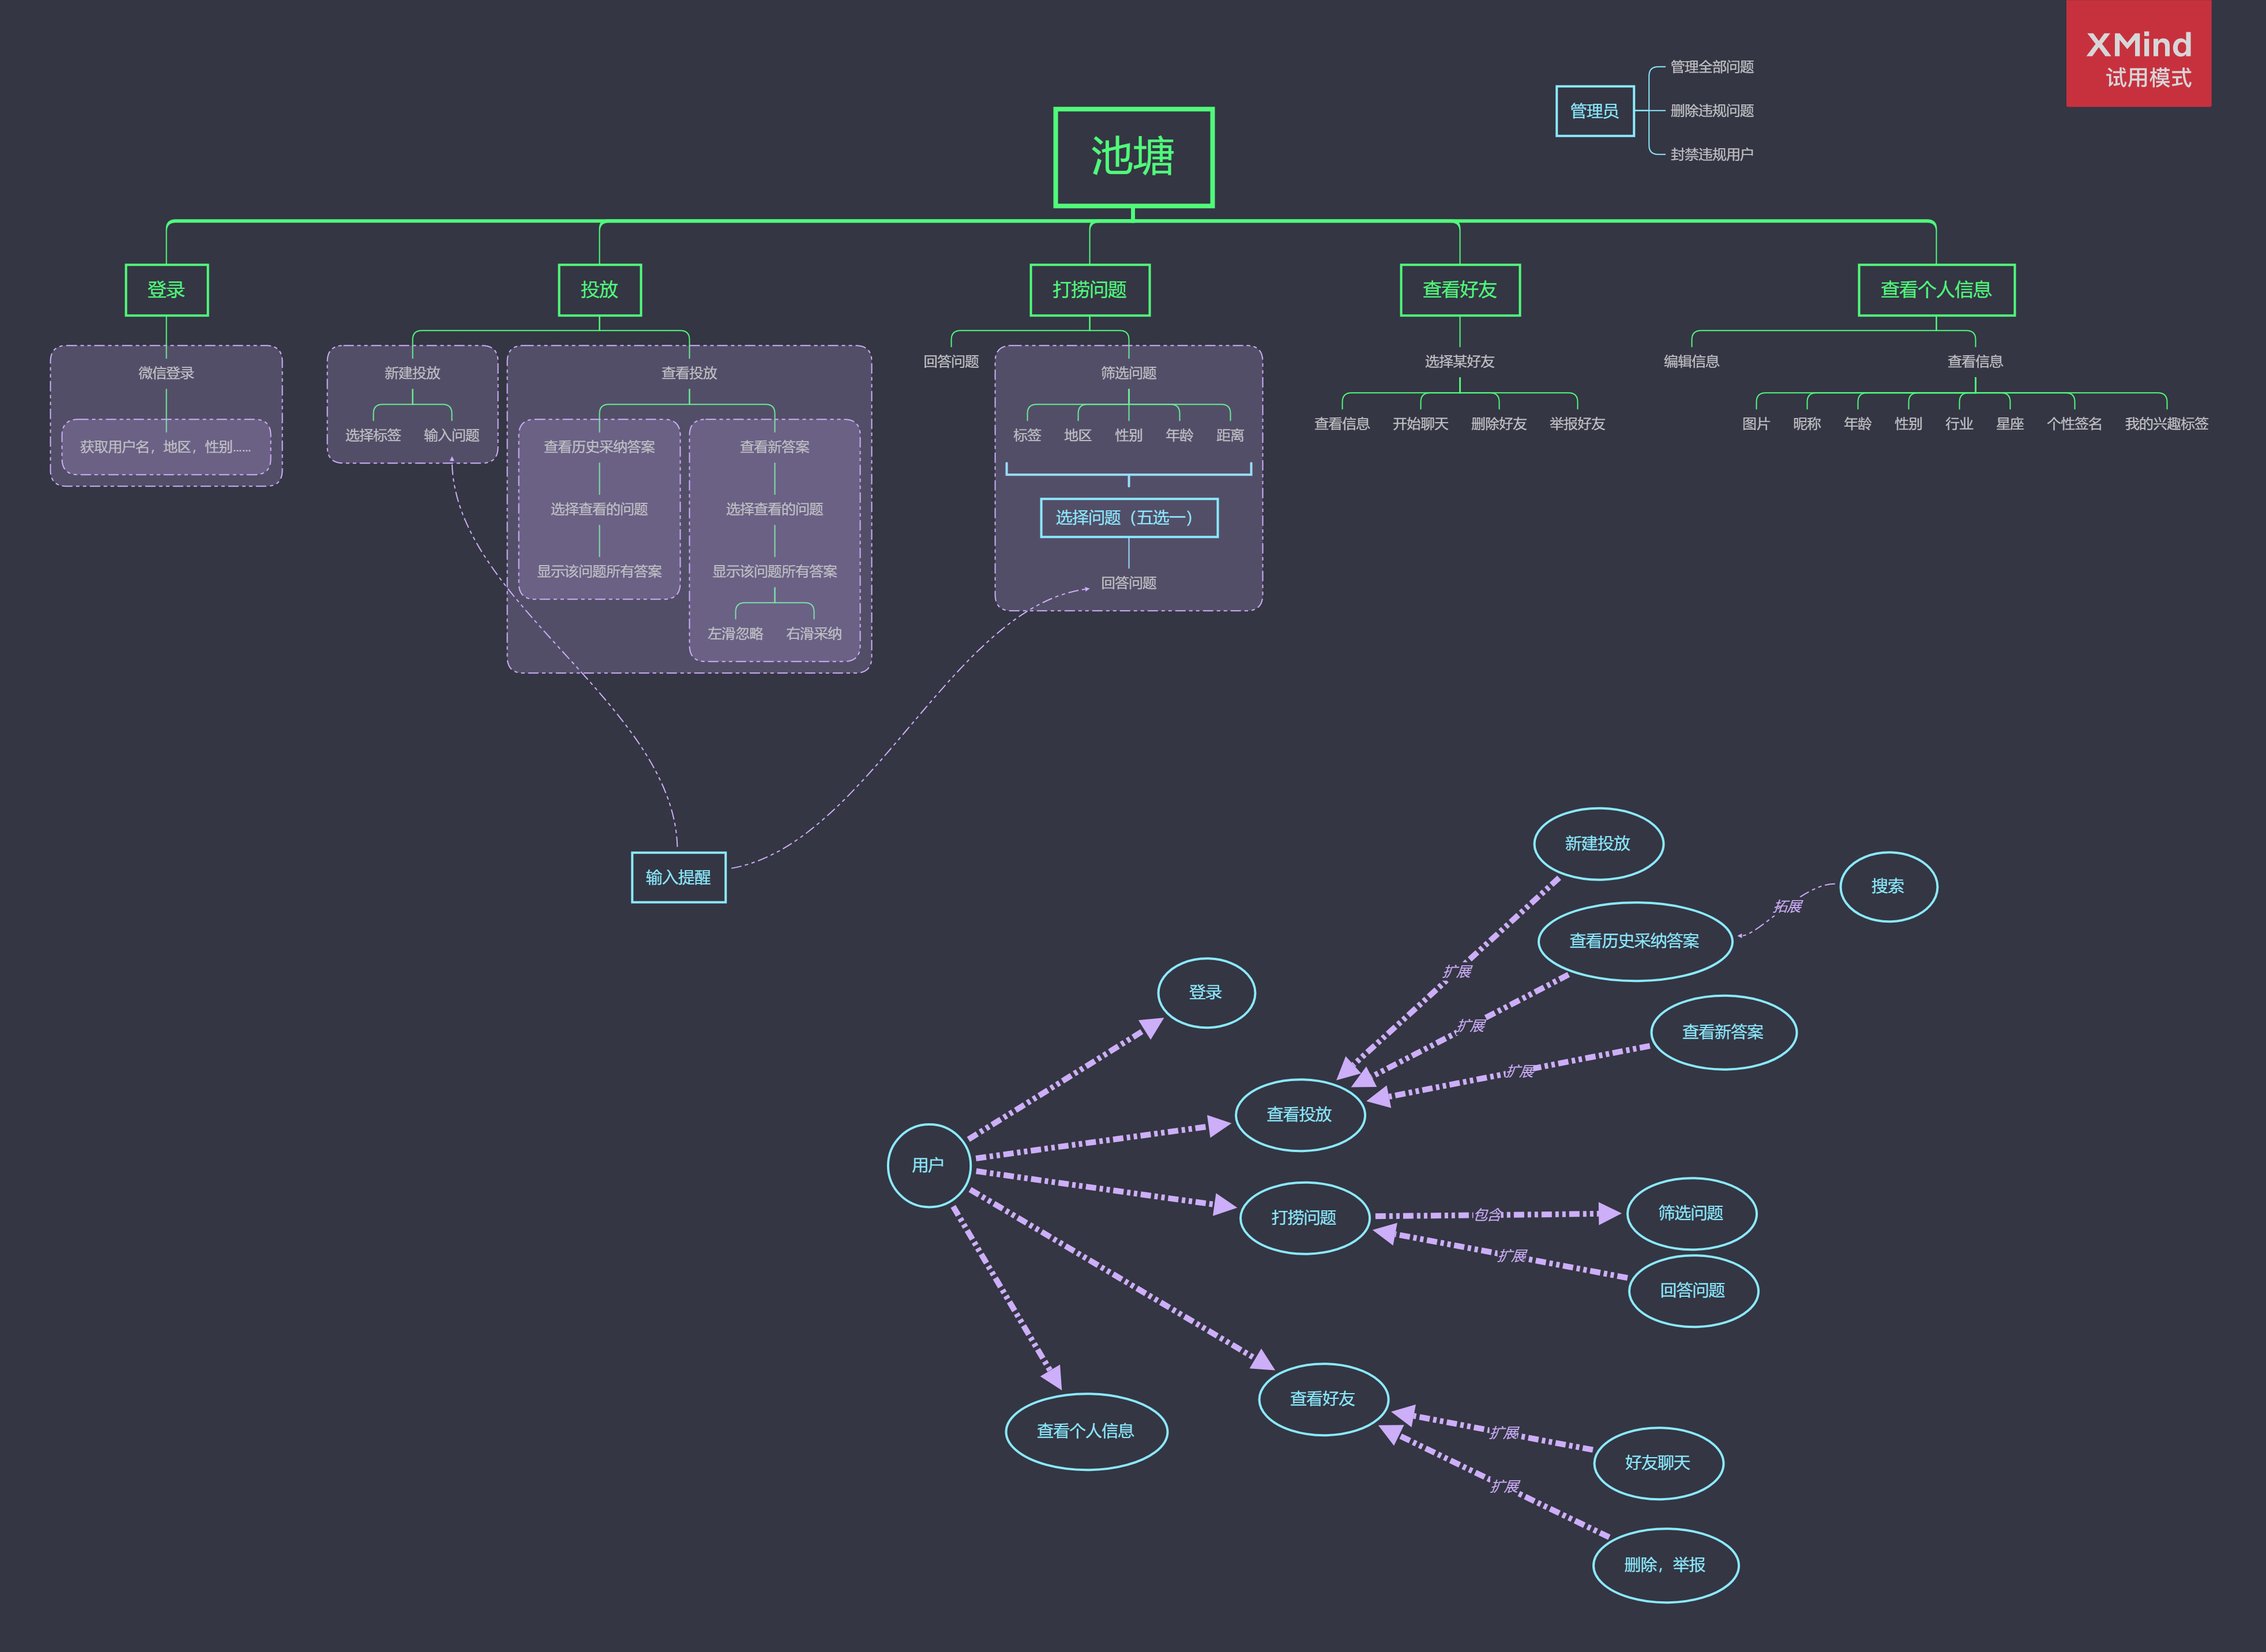 XMind
试用模式
管理员
管理全部问题
删除违规问题
封禁违规用户
池塘
登录
投放
打捞问题
查看好友
查看个人信息
微信登录
获取用户名，地区，性别......
新建投放
选择标签
输入问题
查看投放
查看历史采纳答案
选择查看的问题
显示该问题所有答案
查看新答案
选择查看的问题
显示该问题所有答案
左滑忽略
右滑采纳
回答问题
筛选问题
标签
地区
性别
年龄
距离
选择问题（五选一）
回答问题
选择某好友
查看信息
开始聊天
删除好友
举报好友
编辑信息
查看信息
图片
昵称
年龄
性别
行业
星座
个性签名
我的兴趣标签
输入提醒
新建投放
搜索
拓展
查看历史采纳答案
扩展
登录
扩展
查看新答案
扩展
查看投放
用户
打捞问题
包含
筛选问题
扩展
回答问题
查看好友
查看个人信息
扩展
好友聊天
扩展
删除，举报